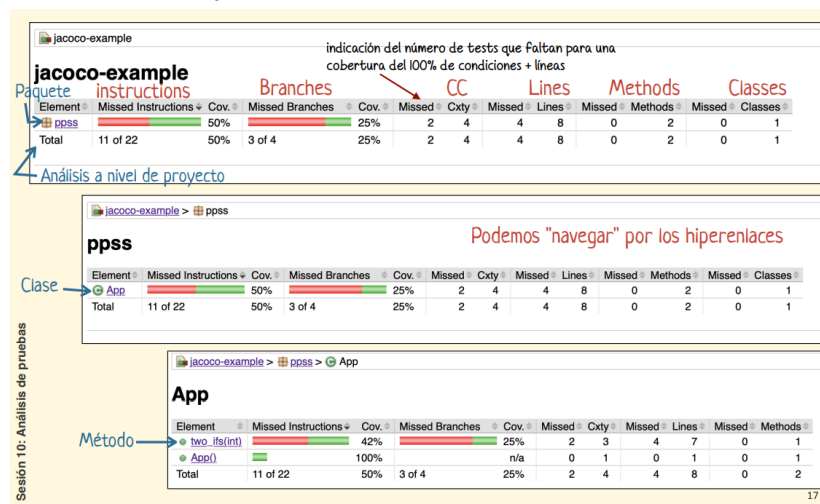 jacoco-example
indicación del número de tests que faltan para una
cobertura del 100% de condiciones + líneas
jacoco-example
Paquete instructions Branches CC Lines Methods Classes
Element Missed Instructions Cov. Missed Branches Cov. Missed Cxty Missed Lines Missed Methods Missed Classes
ppss 50% 25% 2 4 4 8 0 2 0 1
Total 11 of 22 50% 3 of 4 25% 2 4 4 8 0 2 0 1
Análisis a nivel de proyecto
jacoco-example > ppss
ppss
Podemos "navegar" por los hiperenlaces
Element Missed Instructions Cov. Missed Branches Cov. Missed Cxty Missed Lines Missed Methods Missed Classes
Clase App 50% 25% 2 4 4 8 0 2 0 1
Total 11 of 22 50% 3 of 4 25% 2 4 4 8 0 2 0 1
jacoco-example > ppss > App
App
Element Missed Instructions Cov. Missed Branches Cov. Missed Cxty Missed Lines Missed Methods
Método two_ifs(int) 42% 25% 2 3 4 7 0 1
App() 100% n/a 0 1 0 1 0 1
Total 11 of 22 50% 3 of 4 25% 2 4 4 8 0 2
Sesión 10: Análisis de pruebas
17